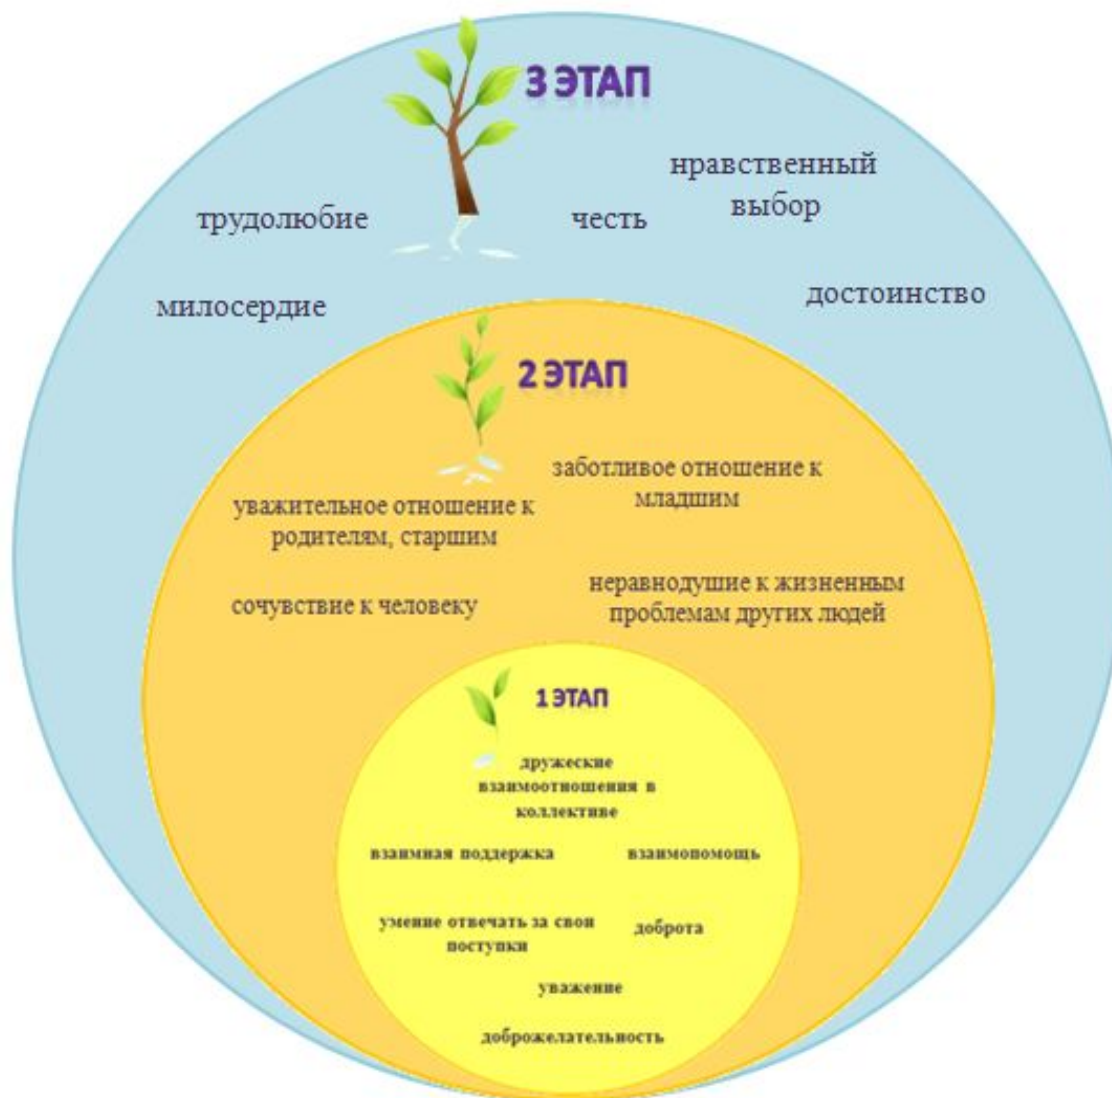 3 ЭТАП
нравственный
выбор
трудолюбие
честь
милосердие
достоинство
2 ЭТАП
заботливое отношение к
младшим
уважительное отношение к
родителям, старшим
сочувствие к человеку
неравнодушие к жизненным
проблемам других людей
1 ЭТАП
дружеские
взаимоотношения в
коллективе
взаимная поддержка
взаимопомощь
умение отвечать за свои
поступки
доброта
уважение
доброжелательность